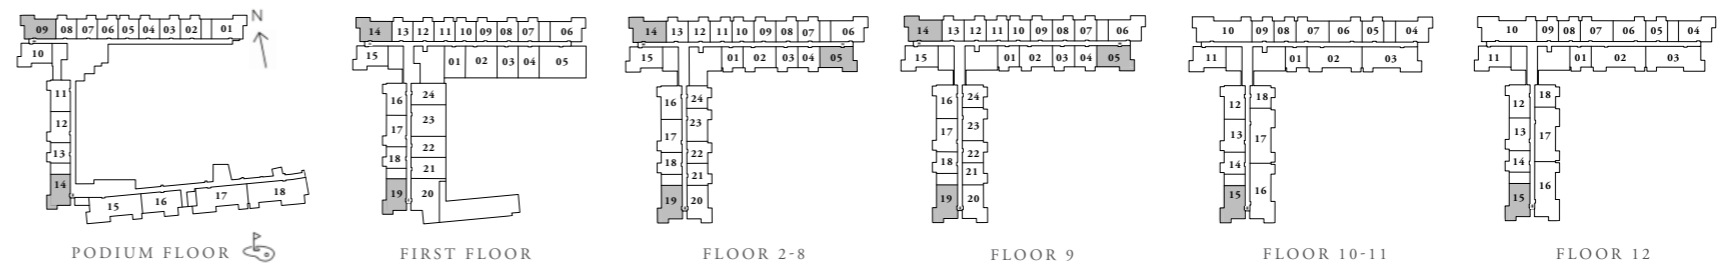 N
09 08 07 06 05 04 03 02 01
10
11
12
13
14
15 16 17 18
PODIUM FLOOR
14 13 12 11 10 09 08 07 06
15 01 02 03 04 05
16 24
17 23
18 22
21
19 20
FIRST FLOOR
14 13 12 11 10 09 08 07 06
15 01 02 03 04 05
16 24
17 23
18 22
21
19 20
FLOOR 2-8
14 13 12 11 10 09 08 07 06
15 01 02 03 04 05
16 24
17 23
18 22
21
19 20
FLOOR 9
10 09 08 07 06 05 04
11 01 02 03
12 18
13 17
14
15 16
FLOOR 10-11
10 09 08 07 06 05 04
11 01 02 03
12 18
13 17
14
15 16
FLOOR 12